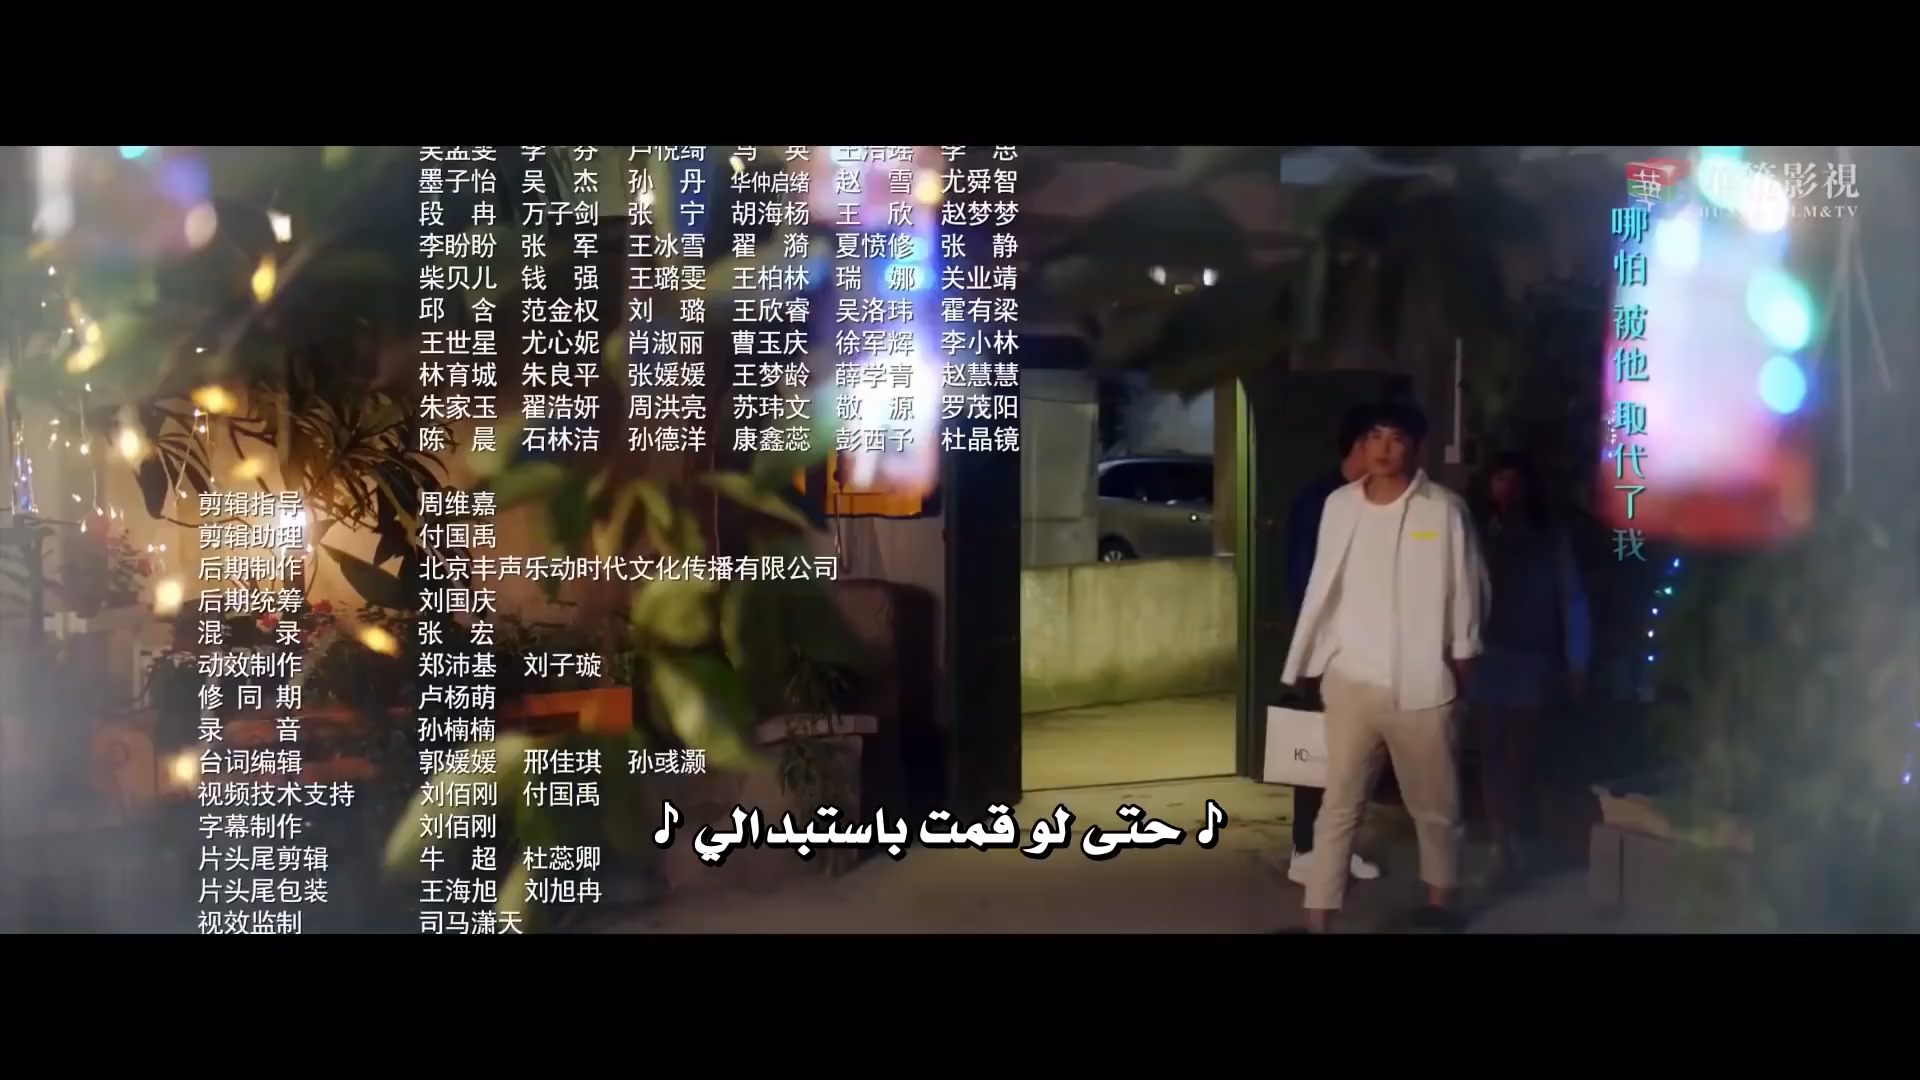 墨子怡 吴 杰 孙 丹 华仲启绪 赵 雪 尤舜智
段 冉 万子剑 张 宁 胡海杨 王 欣 赵梦梦
李盼盼 张 军 王冰雪 翟 漪 夏愤修 张 静
柴贝儿 钱 强 王璐雯 王柏林 瑞 娜 关业靖
邱 含 范金权 刘 璐 王欣睿 吴洛玮 霍有梁
王世星 尤心妮 肖淑丽 曹玉庆 徐军辉 李小林
林育城 朱良平 张媛媛 王梦龄 薛学青 赵慧慧
朱家玉 翟浩妍 周洪亮 苏玮文 敬 源 罗茂阳
陈 晨 石林洁 孙德洋 康鑫蕊 彭西子 杜晶镜
剪辑指导 周维嘉
剪辑助理 付国禹
后期制作 北京丰声乐动时代文化传播有限公司
后期统筹 刘国庆
混 录 张 宏
动效制作 郑沛基 刘子璇
修 同 期 卢杨萌
录 音 孙楠楠
台词编辑 郭媛媛 邢佳琪 孙彧灏
视频技术支持 刘佰刚 付国禹
字幕制作 刘佰刚
片头尾剪辑 牛 超 杜蕊卿
片头尾包装 王海旭 刘旭冉
视效监制 司马潇天
影視
哪怕 被他 取代了我
♪ حتى لو قمت باستبدالي ♪